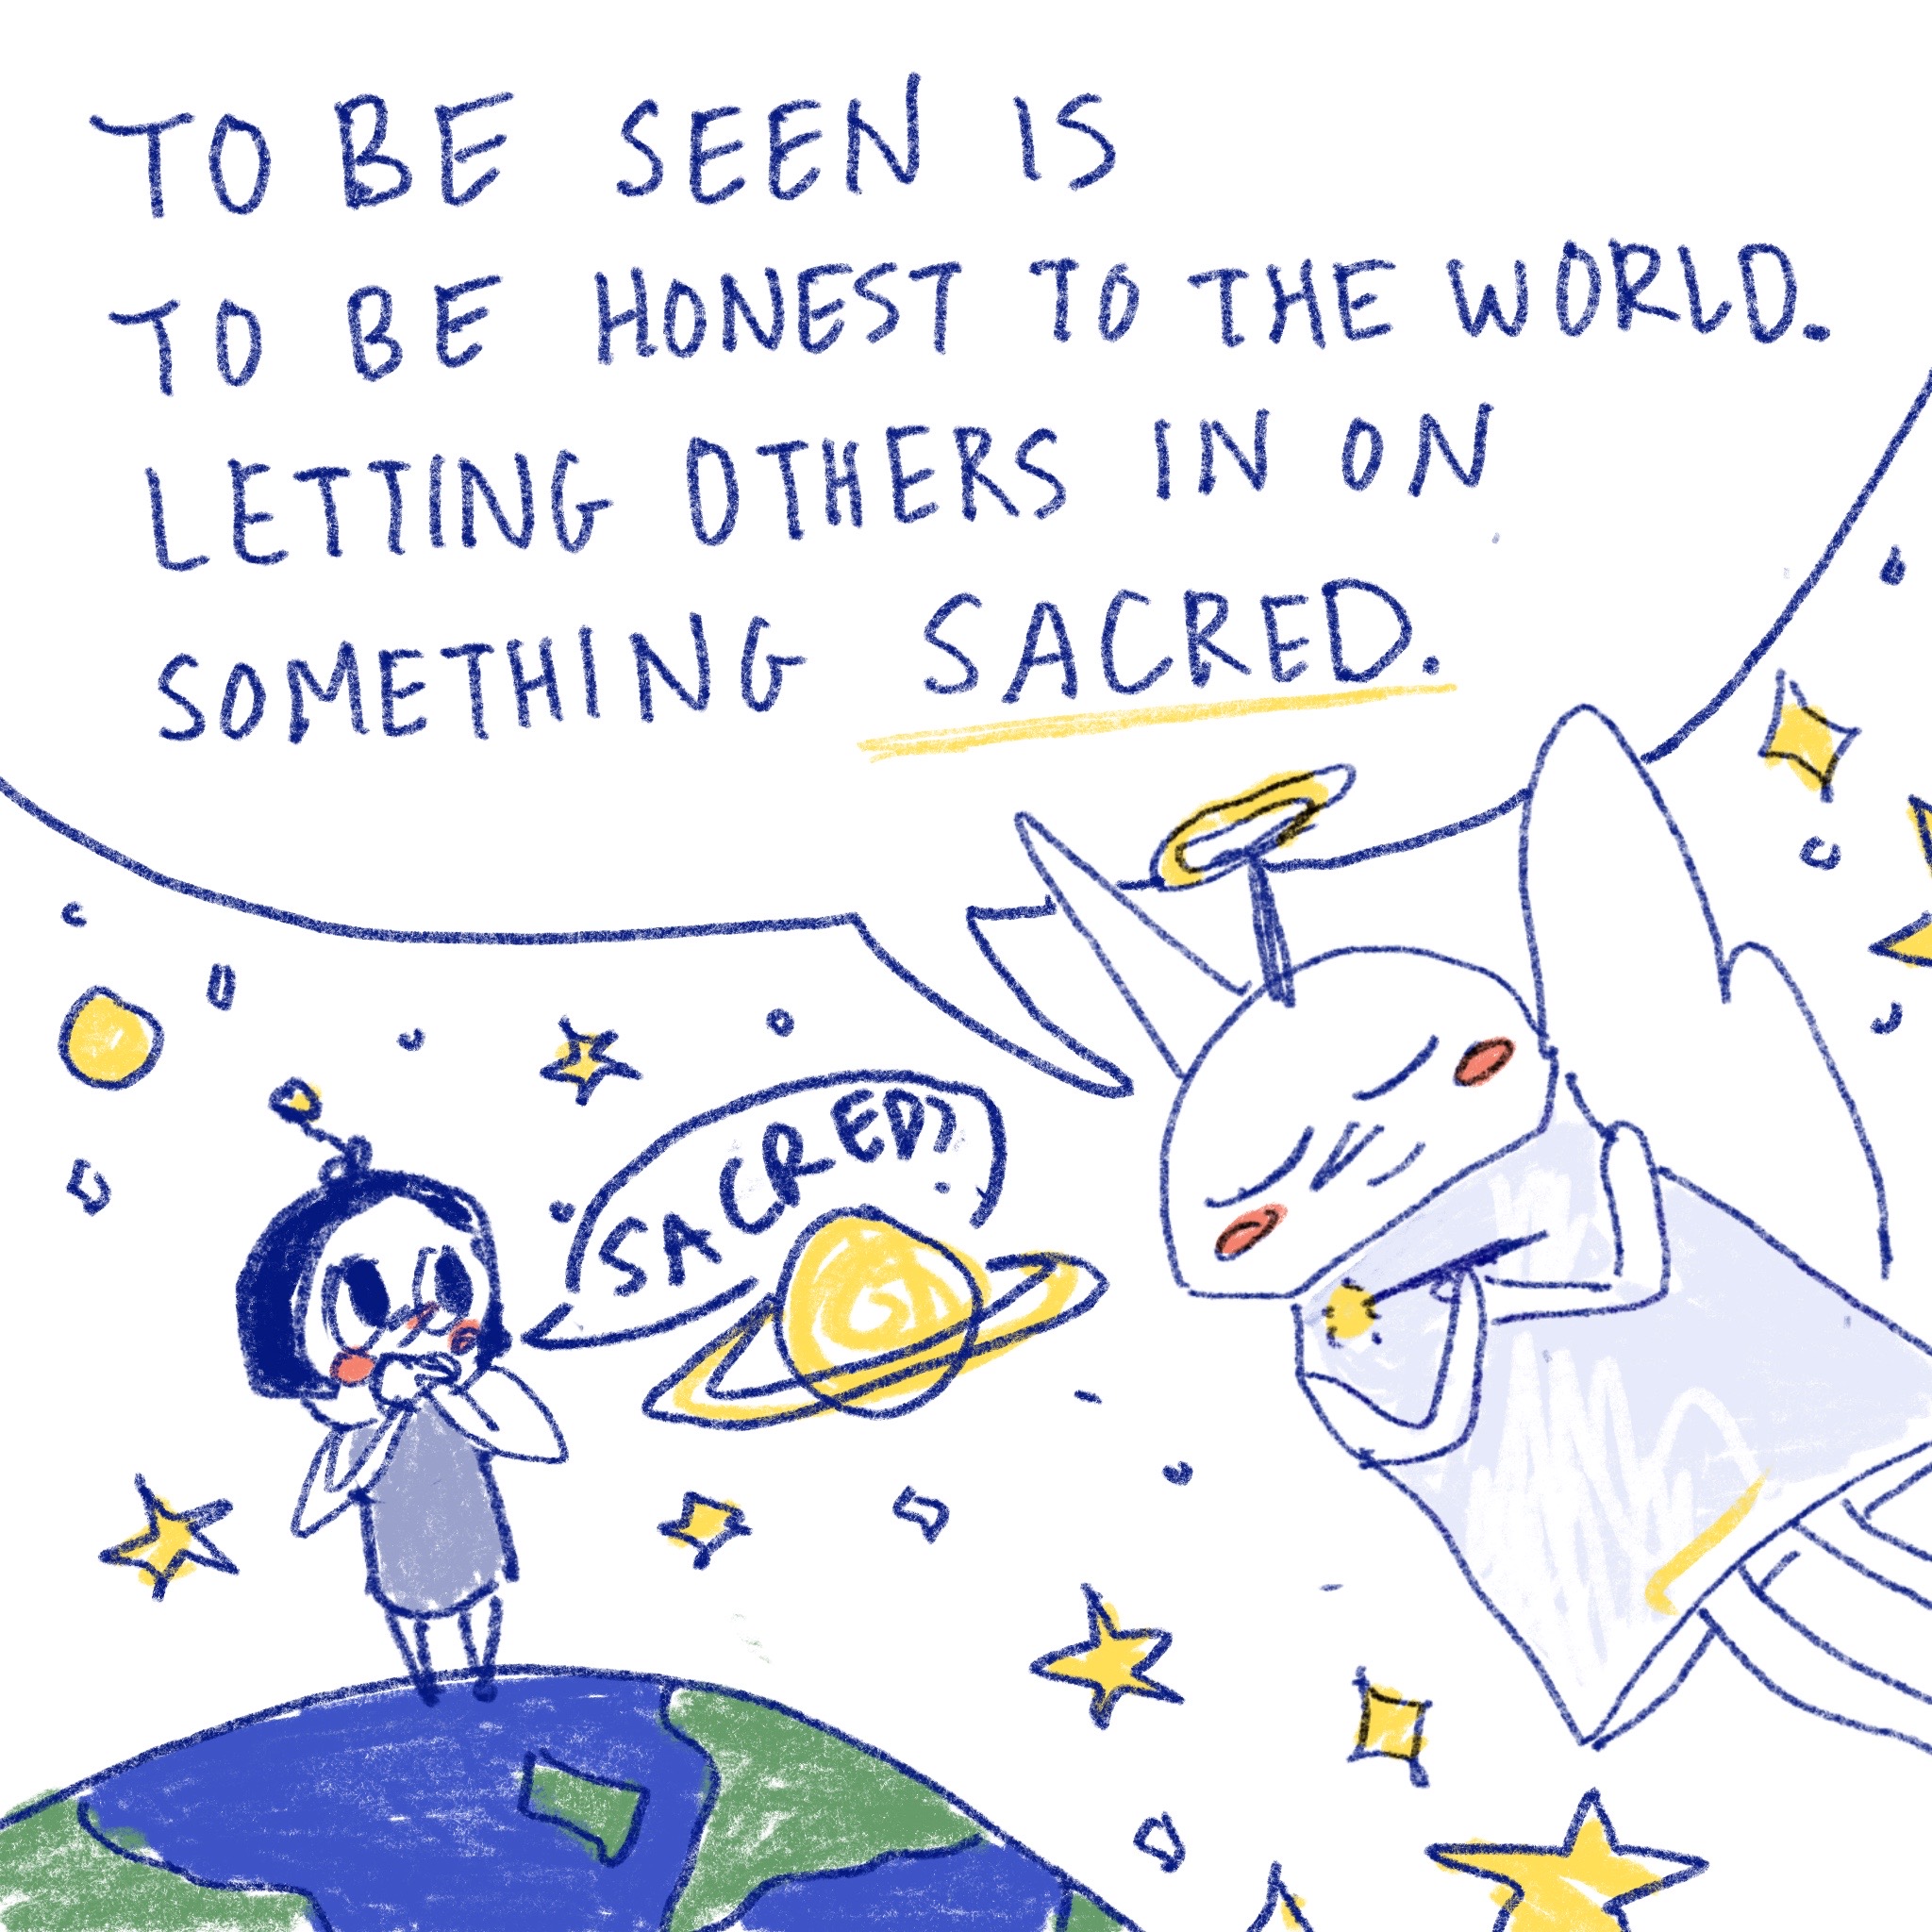 TO BE SEEN IS
TO BE HONEST TO THE WORLD.
LETTING OTHERS IN ON
SOMETHING SACRED.
SACRED?